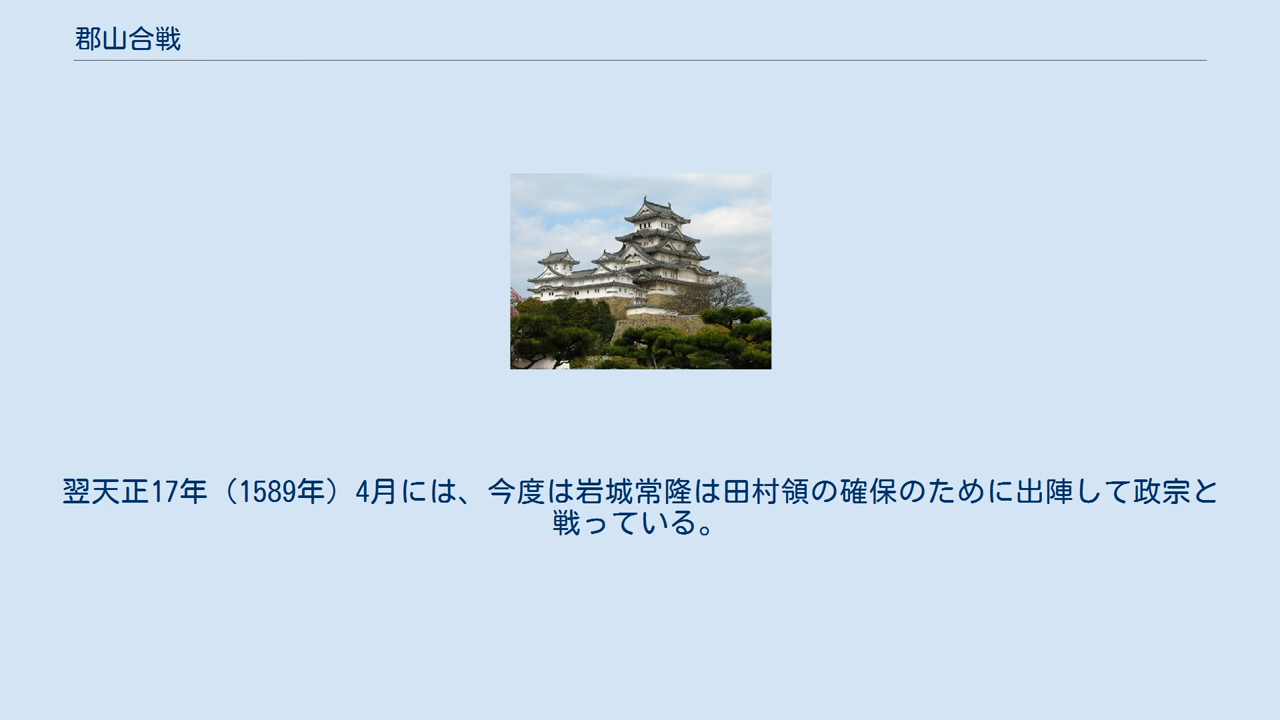 郡山合戦
翌天正17年（1589年）4月には、今度は岩城常隆は田村領の確保のために出陣して政宗と
戦っている。